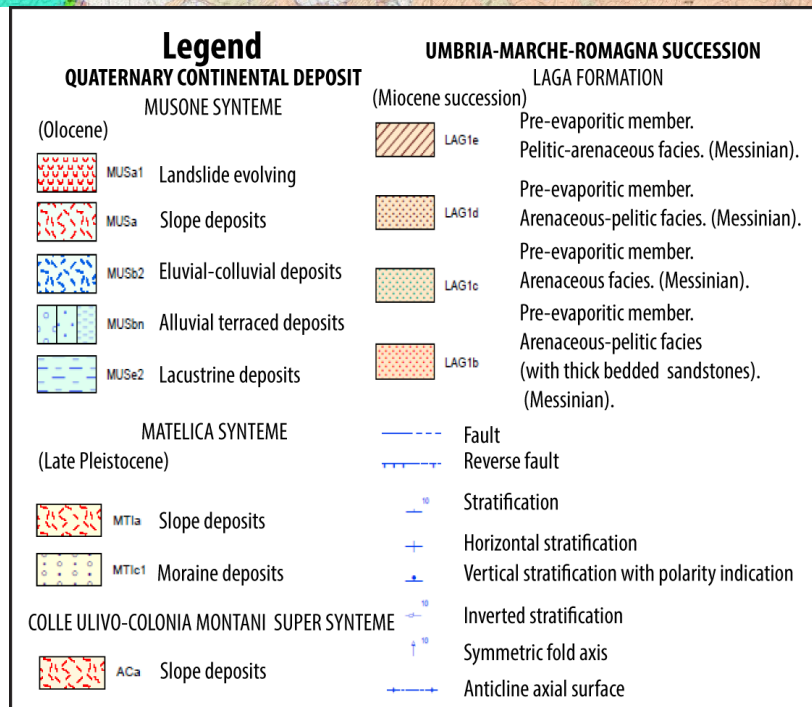 Legend
QUATERNARY CONTINENTAL DEPOSIT
MUSONE SYNTEME
(Olocene)
MUSa1 Landslide evolving
MUSa Slope deposits
MUSb2 Eluvial-colluvial deposits
MUSbn Alluvial terraced deposits
MUSe2 Lacustrine deposits
MATELICA SYNTEME
(Late Pleistocene)
MTIa Slope deposits
MTIc1 Moraine deposits
COLLE ULIVO-COLONIA MONTANI SUPER SYNTEME
ACa Slope deposits
UMBRIA-MARCHE-ROMAGNA SUCCESSION
LAGA FORMATION
(Miocene succession)
Pre-evaporitic member.
LAG1e Pelitic-arenaceous facies. (Messinian).
Pre-evaporitic member.
LAG1d Arenaceous-pelitic facies. (Messinian).
Pre-evaporitic member.
LAG1c Arenaceous facies. (Messinian).
Pre-evaporitic member.
Arenaceous-pelitic facies
LAG1b (with thick bedded sandstones).
(Messinian).
Fault
Reverse fault
10 Stratification
Horizontal stratification
Vertical stratification with polarity indication
10 Inverted stratification
10 Symmetric fold axis
Anticline axial surface